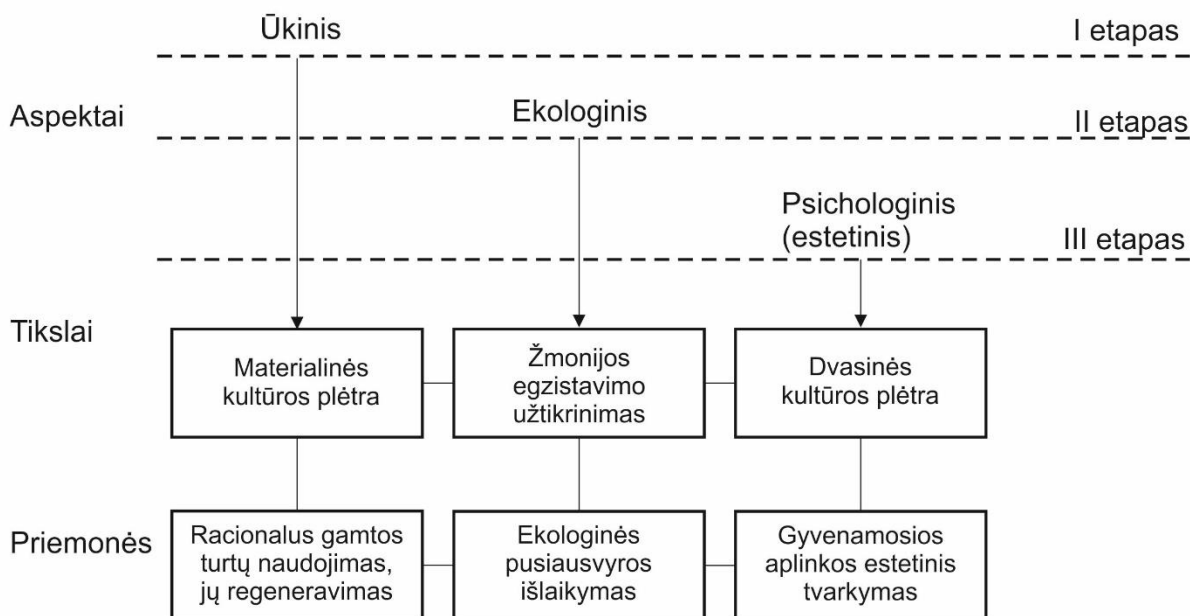 Ūkinis
I etapas
Aspektai
Ekologinis
II etapas
Psichologinis
(estetinis)
III etapas
Tikslai
Materialinės
kultūros plėtra
Žmonijos
egzistavimo
užtikrinimas
Dvasinės
kultūros plėtra
Priemonės
Racionalus gamtos
turtų naudojimas,
jų regeneravimas
Ekologinės
pusiausvyros
išlaikymas
Gyvenamosios
aplinkos estetinis
tvarkymas